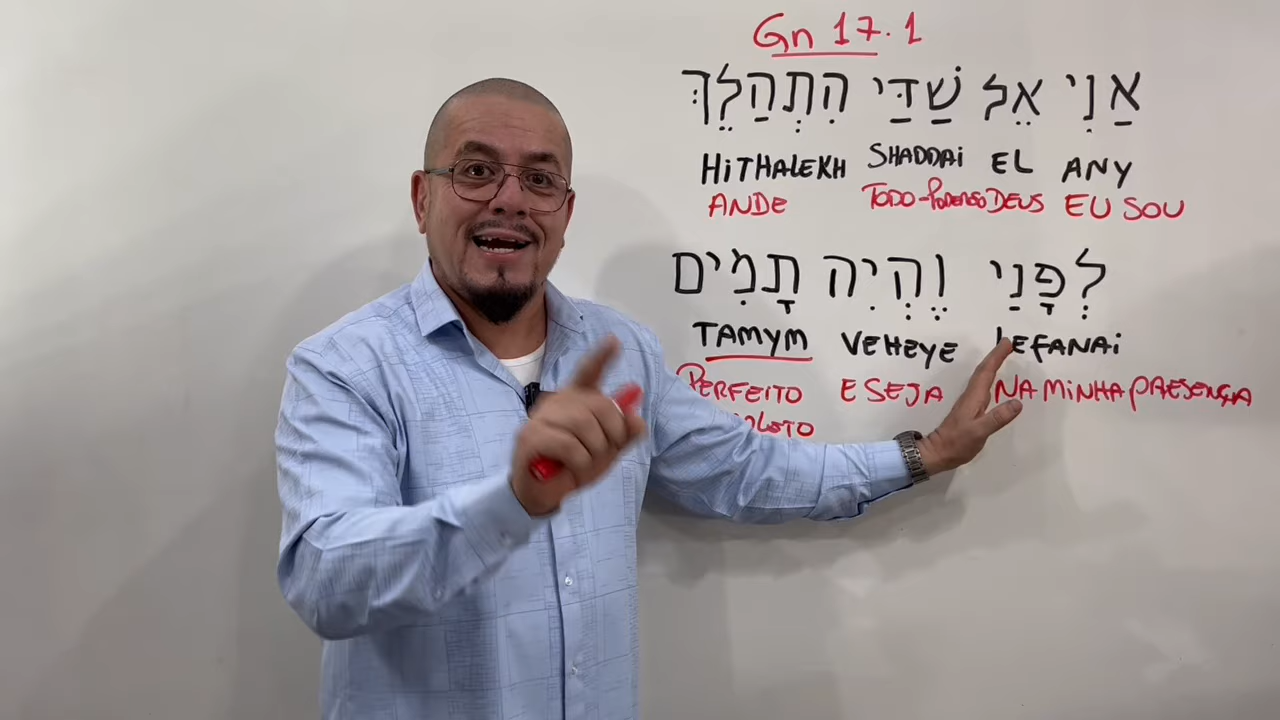 Gn 17.1
אַנִי אֵל שַׁדַּי הִתְהַלֵּךְ
HITHALEKH SHADDAI EL ANY
ANDE TODO-PODEROSO DEUS EU SOU
לְפָנַי וֶהְיִה תָמִים
TAMYM VEHEYE LEFANAI
PERFEITO E SEJA NA MINHA PRESENÇA